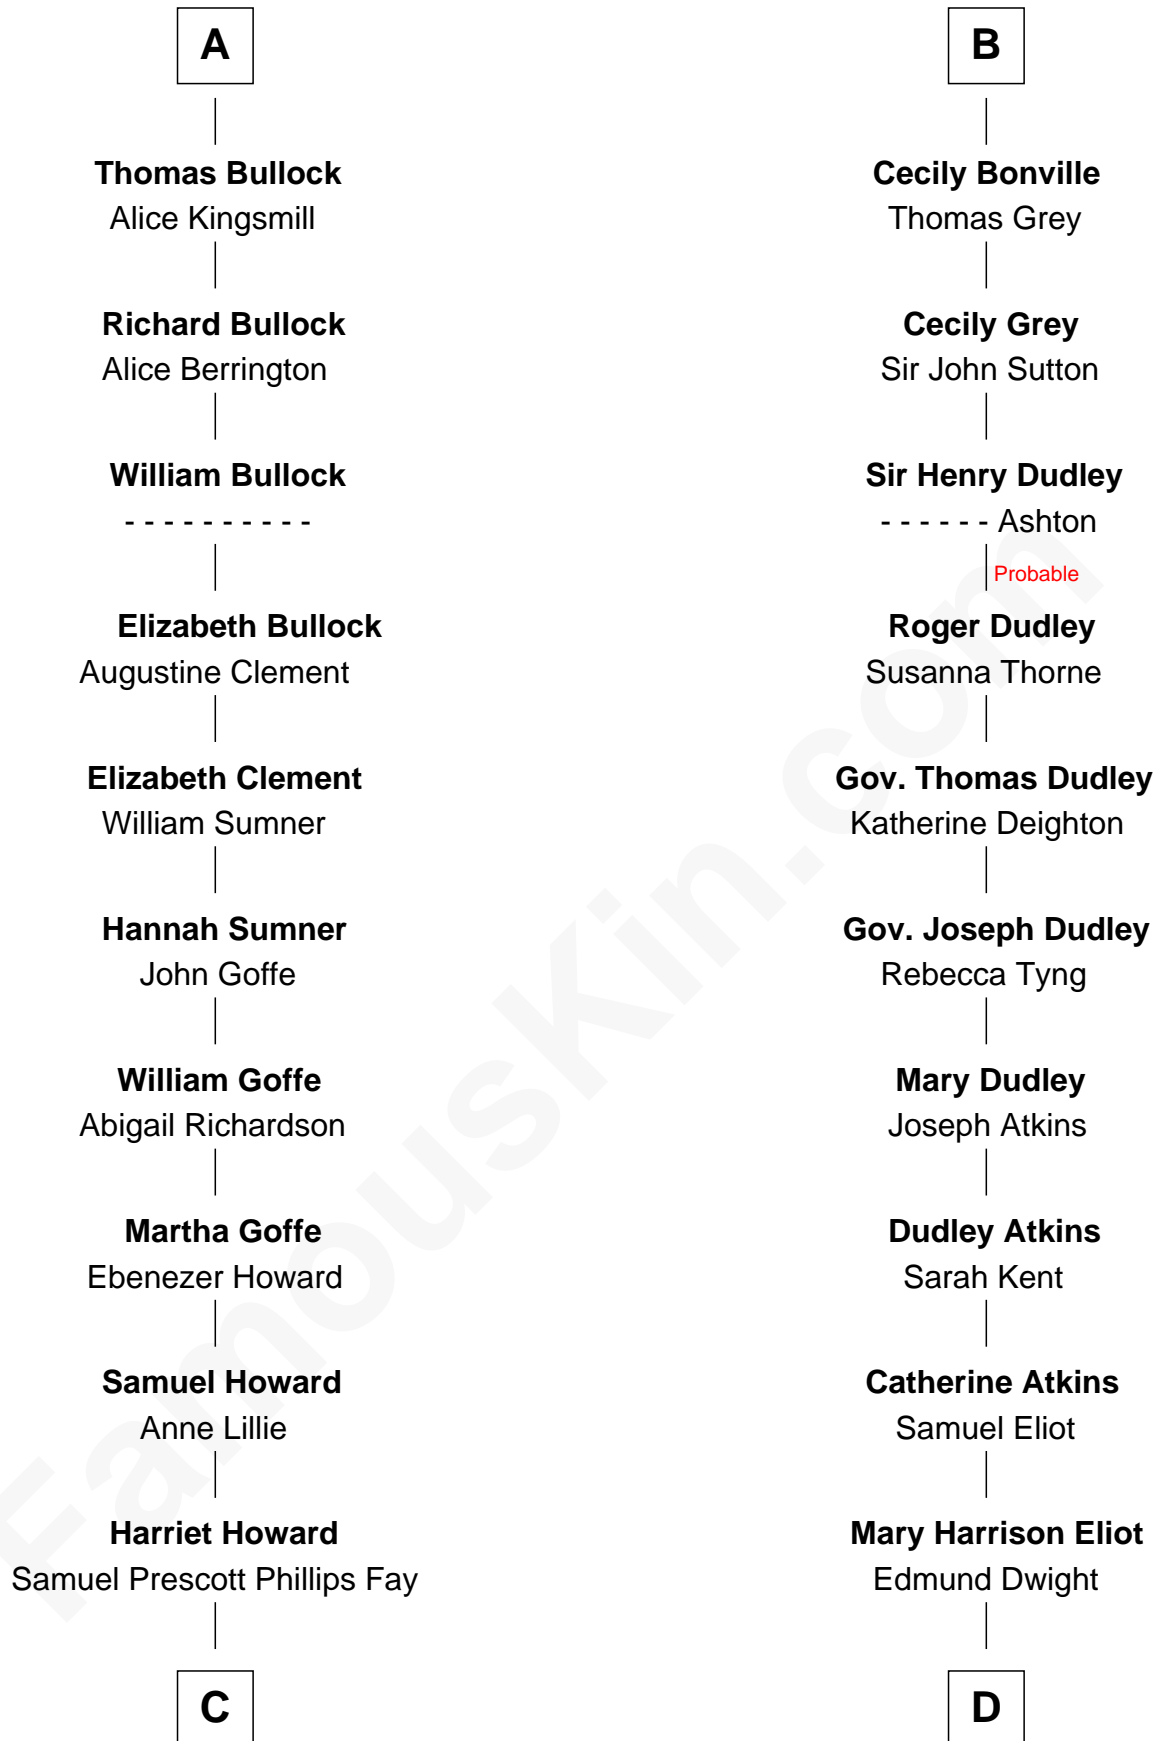 A
Thomas Bullock
Alice Kingsmill
Richard Bullock
Alice Berrington
William Bullock
- - - - - - - - - -
Elizabeth Bullock
Augustine Clement
Elizabeth Clement
William Sumner
Hannah Sumner
John Goffe
William Goffe
Abigail Richardson
Martha Goffe
Ebenezer Howard
Samuel Howard
Anne Lillie
Harriet Howard
Samuel Prescott Phillips Fay
C
B
Cecily Bonville
Thomas Grey
Cecily Grey
Sir John Sutton
Sir Henry Dudley
- - - - - - Ashton
Probable
Roger Dudley
Susanna Thorne
Gov. Thomas Dudley
Katherine Deighton
Gov. Joseph Dudley
Rebecca Tyng
Mary Dudley
Joseph Atkins
Dudley Atkins
Sarah Kent
Catherine Atkins
Samuel Eliot
Mary Harrison Eliot
Edmund Dwight
D
FamousKin.com